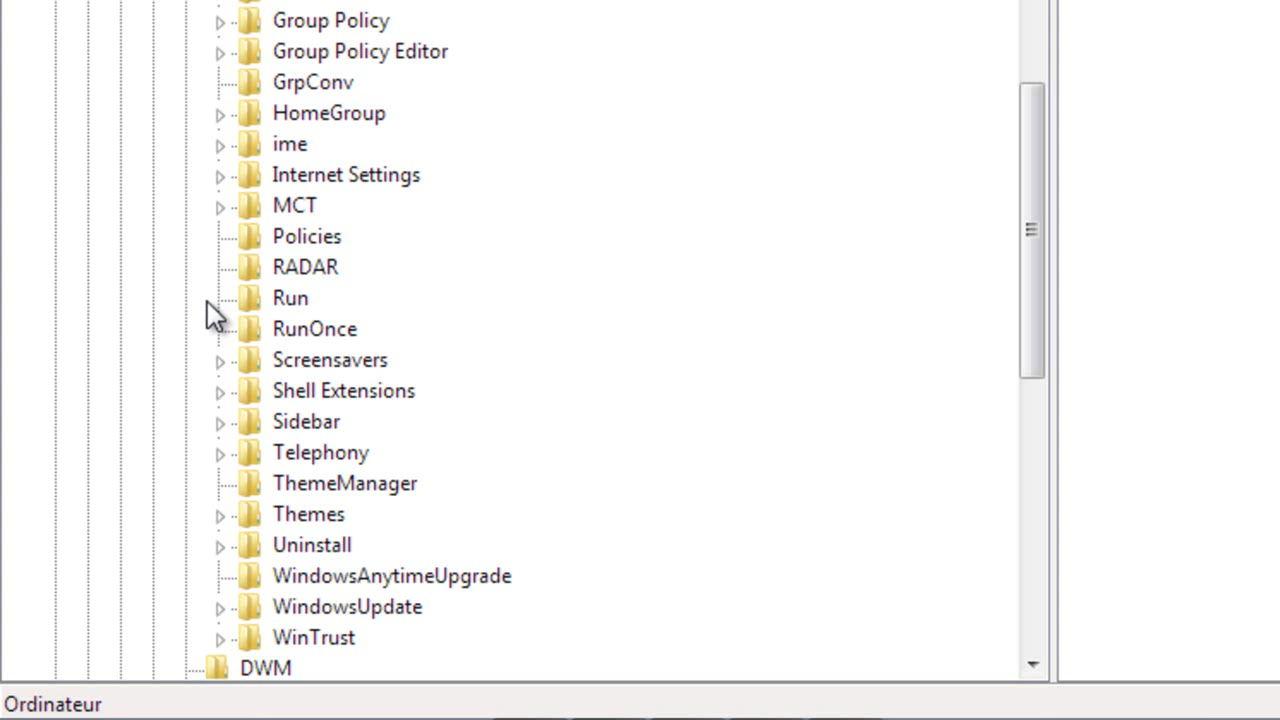 Group Policy
Group Policy Editor
GrpConv
HomeGroup
ime
Internet Settings
MCT
Policies
RADAR
Run
RunOnce
Screensavers
Shell Extensions
Sidebar
Telephony
ThemeManager
Themes
Uninstall
WindowsAnytimeUpgrade
WindowsUpdate
WinTrust
DWM
Ordinateur